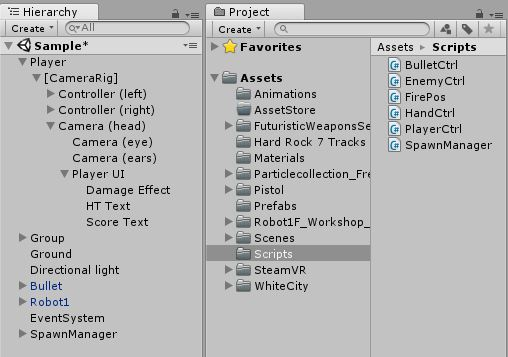 Hierarchy
Create
All
Sample*
Player
[CameraRig]
Controller (left)
Controller (right)
Camera (head)
Camera (eye)
Camera (ears)
Player UI
Damage Effect
HT Text
Score Text
Group
Ground
Directional light
Bullet
Robot1
EventSystem
SpawnManager
Project
Create
Favorites
Assets
Animations
AssetStore
FuturisticWeaponsSe
Hard Rock 7 Tracks
Materials
Particlecollection_Fre
Pistol
Prefabs
Robot1F_Workshop_
Scenes
Scripts
SteamVR
WhiteCity
Assets ▸ Scripts
BulletCtrl
EnemyCtrl
FirePos
HandCtrl
PlayerCtrl
SpawnManager